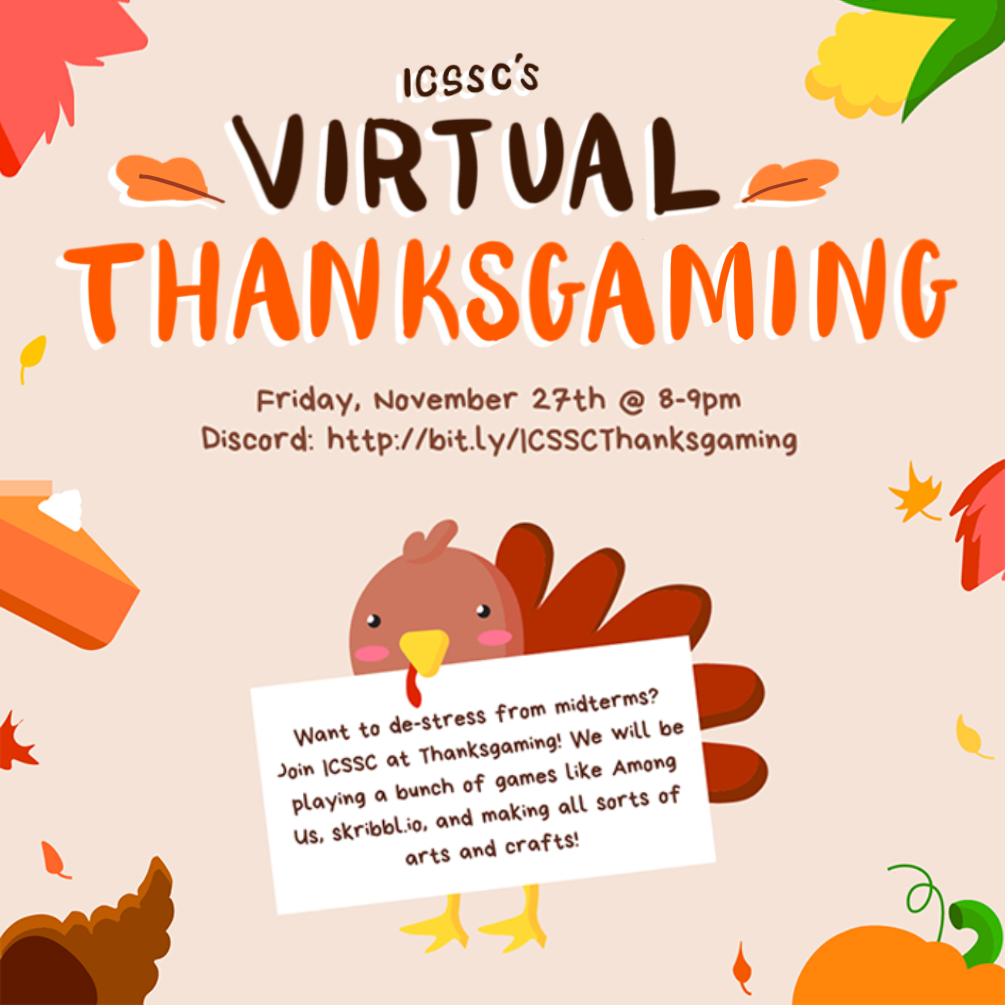 ICSSC's
VIRTUAL
THANKSGAMING
Friday, November 27th @ 8-9pm
Discord: http://bit.ly/ICSSCThanksgaming
Want to de-stress from midterms?
Join ICSSC at Thanksgaming! We will be
playing a bunch of games like Among
Us, skribbl.io, and making all sorts of
arts and crafts!